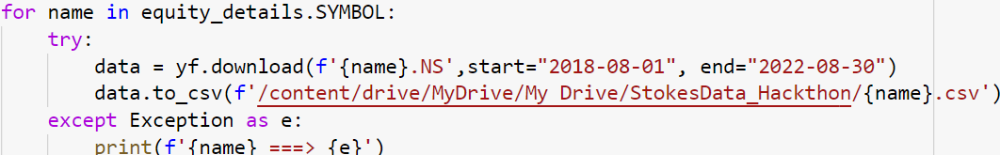 for name in equity_details.SYMBOL:
    try:
        data = yf.download(f'{name}.NS',start="2018-08-01", end="2022-08-30")
        data.to_csv(f'/content/drive/MyDrive/My Drive/StokesData_Hackthon/{name}.csv')
    except Exception as e:
        print(f'{name} ===> {e}')